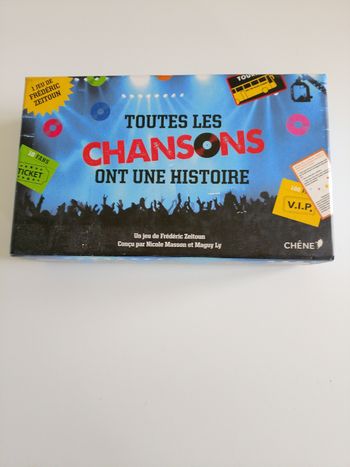 1 JEU DE
FRÉDÉRIC
ZEITOUN
TOUTES LES
CHANSONS
ONT UNE HISTOIRE
FANS
TICKET
V.I.P.
Un jeu de Frédéric Zeitoun
Conçu par Nicole Masson et Maguy Ly
CHÊNE